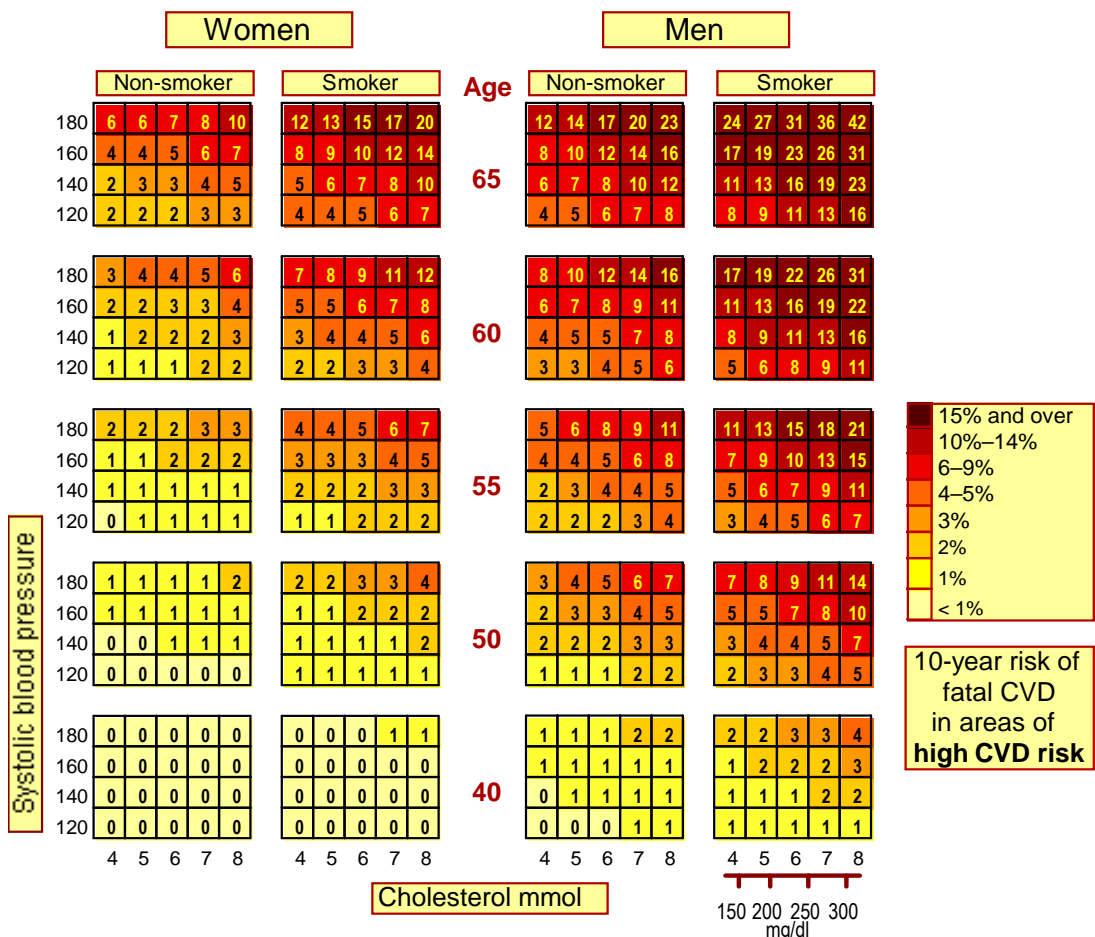 Women Men
Non-smoker Smoker Age Non-smoker Smoker
180 6 6 7 8 10 12 13 15 17 20 12 14 17 20 23 24 27 31 36 42
160 4 4 5 6 7 8 9 10 12 14 8 10 12 14 16 17 19 23 26 31
140 2 3 3 4 5 5 6 7 8 10 65 6 7 8 10 12 11 13 16 19 23
120 2 2 2 3 3 4 4 5 6 7 4 5 6 7 8 8 9 11 13 16
180 3 4 4 5 6 7 8 9 11 12 8 10 12 14 16 17 19 22 26 31
160 2 2 3 3 4 5 5 6 7 8 6 7 8 9 11 11 13 16 19 22
140 1 2 2 2 3 3 4 4 5 6 60 4 5 5 7 8 8 9 11 13 16
120 1 1 1 2 2 2 2 3 3 4 3 3 4 5 6 5 6 8 9 11
180 2 2 2 3 3 4 4 5 6 7 5 6 8 9 11 11 13 15 18 21
160 1 1 2 2 2 3 3 3 4 5 4 4 5 6 8 7 9 10 13 15
140 1 1 1 1 1 2 2 2 3 3 55 2 3 4 4 5 5 6 7 9 11
120 0 1 1 1 1 1 1 2 2 2 2 2 2 3 4 3 4 5 6 7
180 1 1 1 1 2 2 2 3 3 4 3 4 5 6 7 7 8 9 11 14
160 1 1 1 1 1 1 1 2 2 2 2 3 3 4 5 5 5 7 8 10
140 0 0 1 1 1 1 1 1 1 2 50 2 2 2 3 3 3 4 4 5 7
120 0 0 0 0 0 1 1 1 1 1 1 1 1 2 2 2 3 3 4 5
180 0 0 0 0 0 0 0 0 1 1 1 1 1 2 2 2 2 3 3 4
160 0 0 0 0 0 0 0 0 0 0 1 1 1 1 1 1 2 2 2 3
140 0 0 0 0 0 0 0 0 0 0 40 0 1 1 1 1 1 1 1 2 2
120 0 0 0 0 0 0 0 0 0 0 0 0 0 1 1 1 1 1 1 1
4 5 6 7 8 4 5 6 7 8 4 5 6 7 8 4 5 6 7 8
Systolic blood pressure
Cholesterol mmol
150 200 250 300
mg/dl
15% and over
10%–14%
6–9%
4–5%
3%
2%
1%
< 1%
10-year risk of
fatal CVD
in areas of
high CVD risk